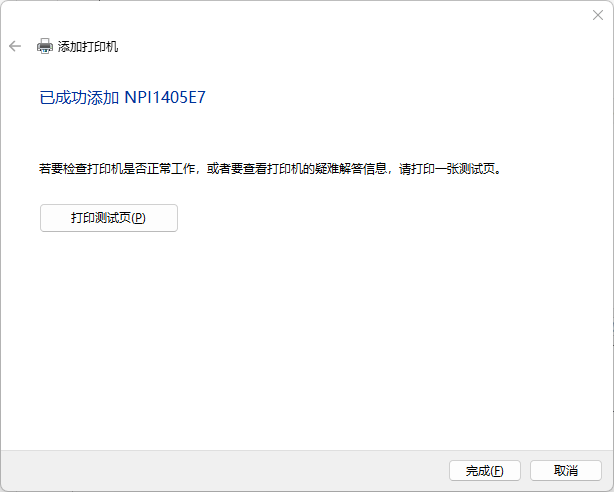 添加打印机
已成功添加 NPI1405E7
若要检查打印机是否正常工作，或者要查看打印机的疑难解答信息，请打印一张测试页。
打印测试页(P)
完成(F)
取消